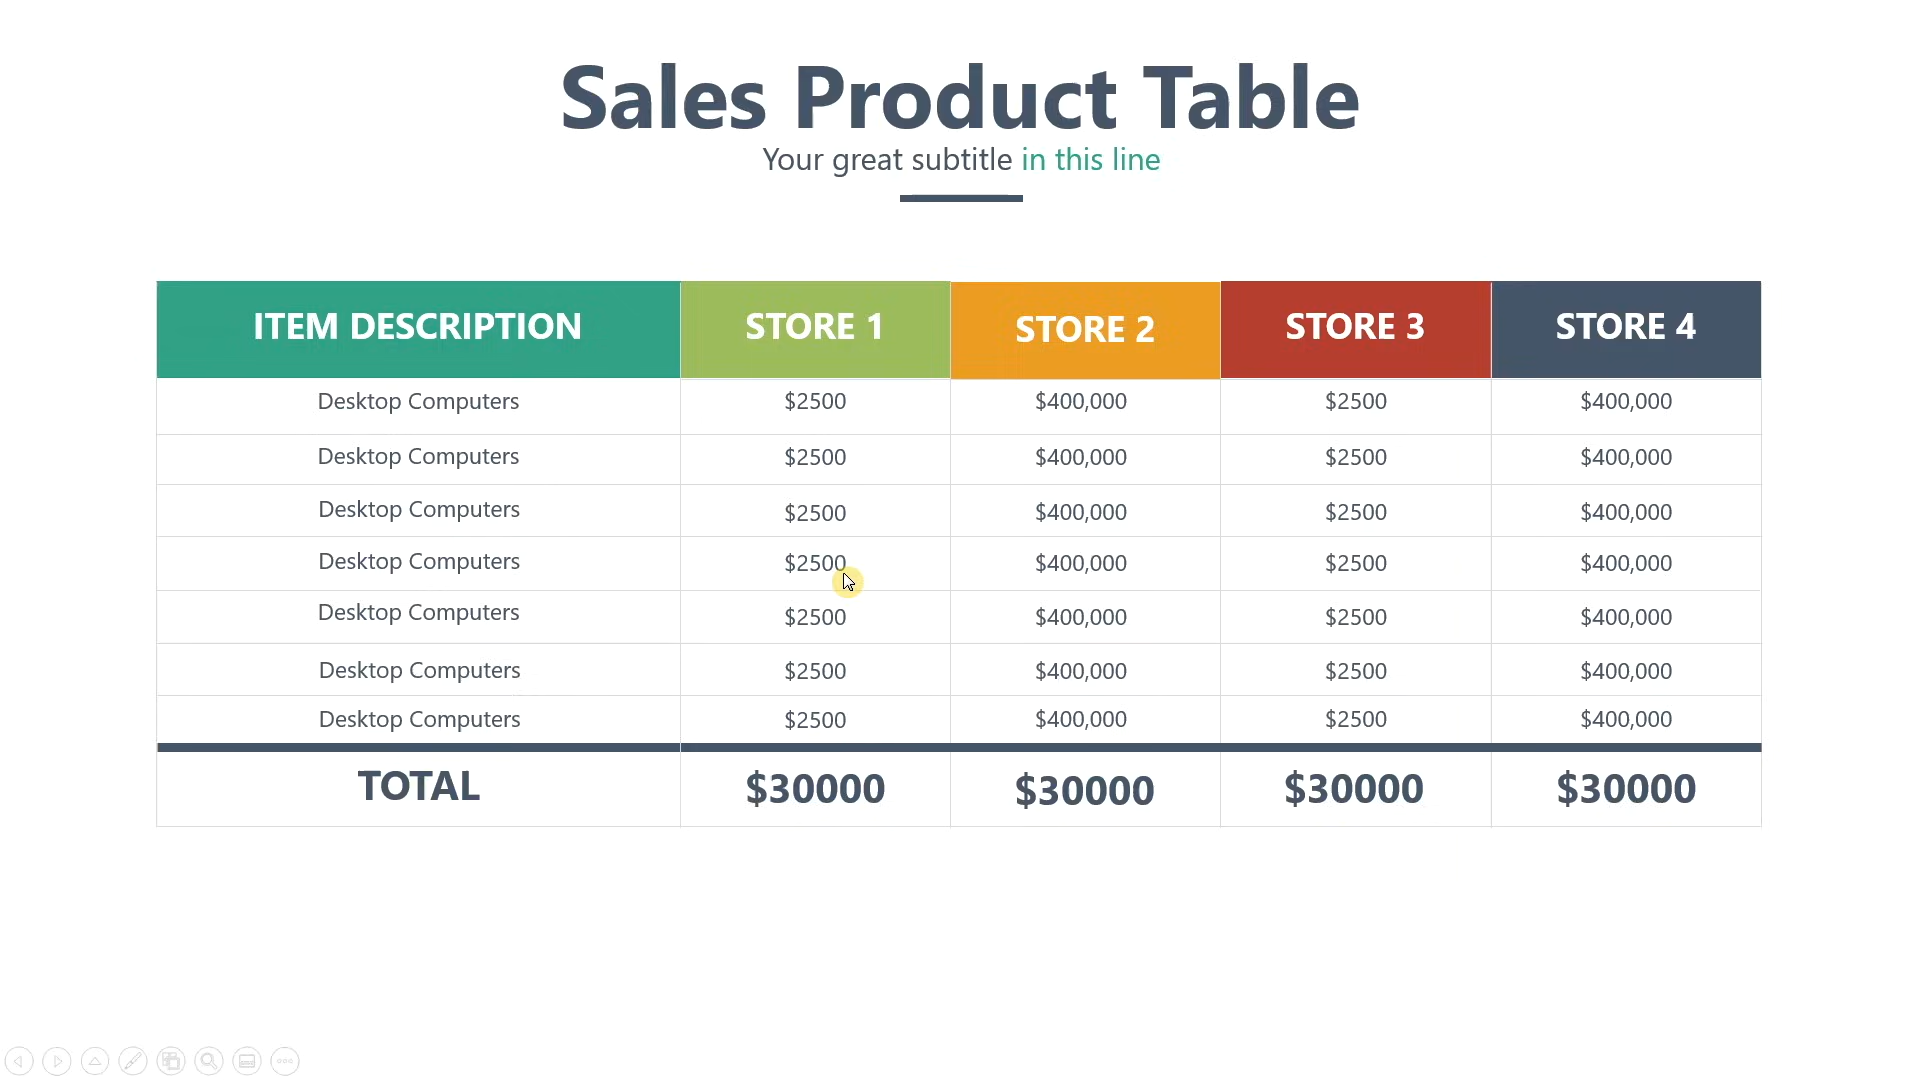 Sales Product Table
Your great subtitle in this line
ITEM DESCRIPTION STORE 1 STORE 2 STORE 3 STORE 4
Desktop Computers $2500 $400,000 $2500 $400,000
Desktop Computers $2500 $400,000 $2500 $400,000
Desktop Computers $2500 $400,000 $2500 $400,000
Desktop Computers $2500 $400,000 $2500 $400,000
Desktop Computers $2500 $400,000 $2500 $400,000
Desktop Computers $2500 $400,000 $2500 $400,000
Desktop Computers $2500 $400,000 $2500 $400,000
TOTAL $30000 $30000 $30000 $30000